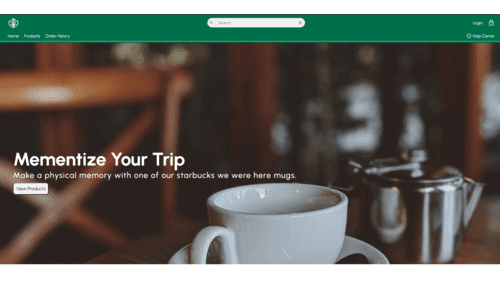 Search
Login
Home Products Order History
Help Center
Mementize Your Trip
Make a physical memory with one of our starbucks we were here mugs.
View Products